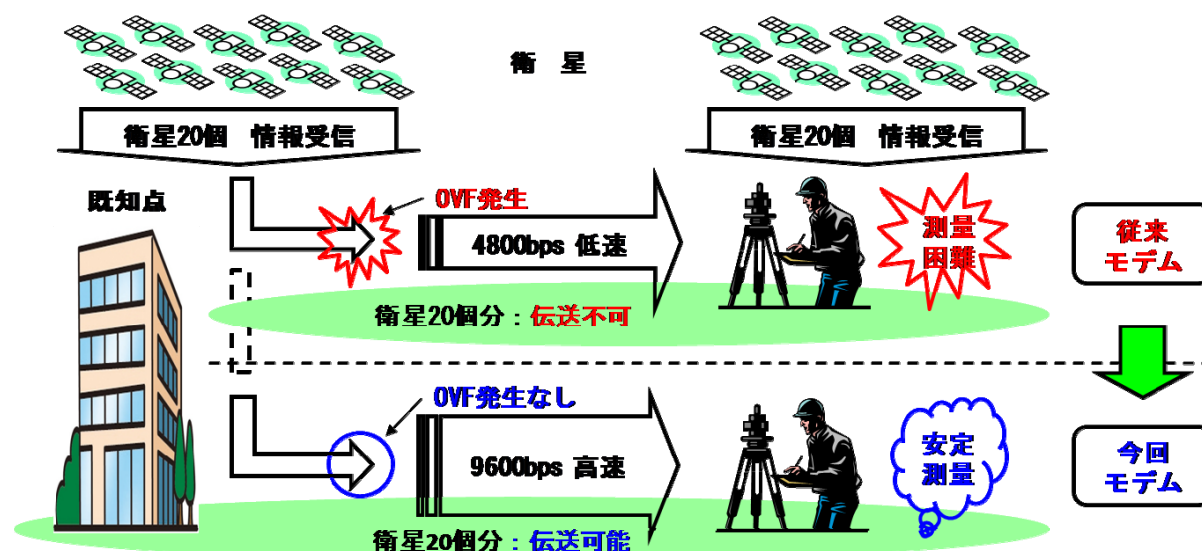 衛 星
衛星20個 情報受信
衛星20個 情報受信
既知点
OVF発生
4800bps 低速
測量
困難
従来
モデム
衛星20個分：伝送不可
OVF発生なし
9600bps 高速
安定
測量
今回
モデム
衛星20個分：伝送可能